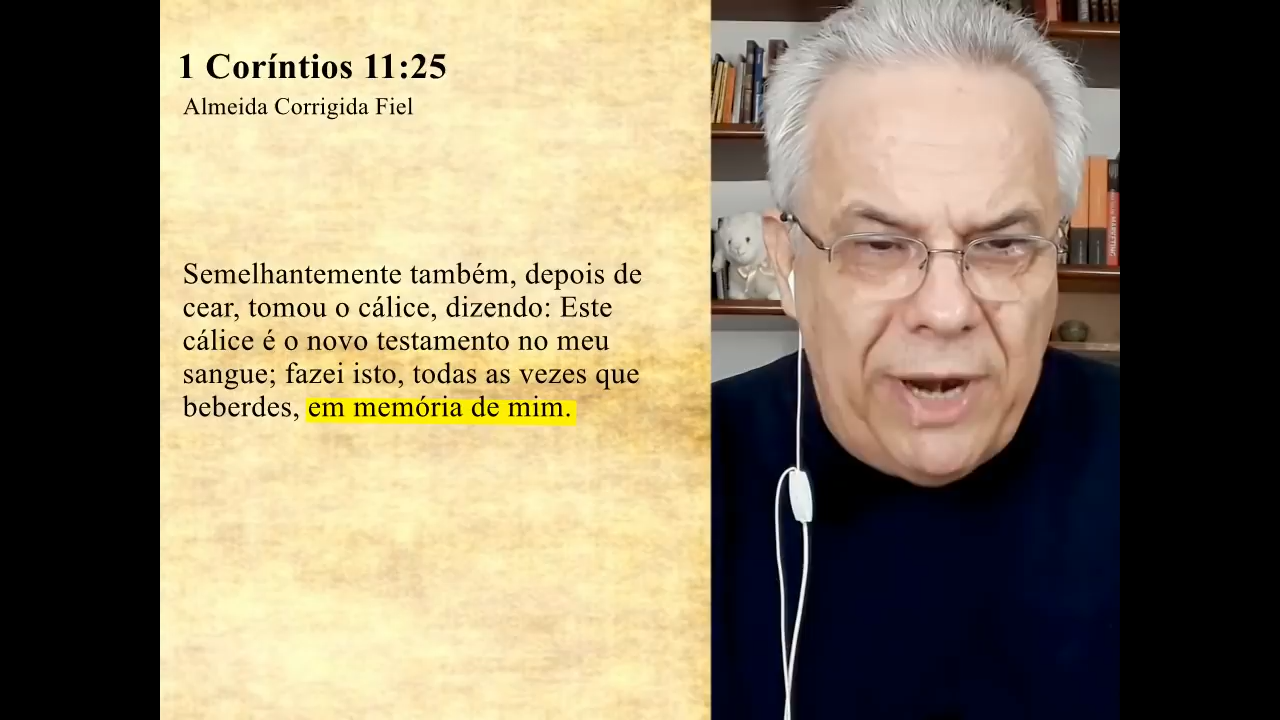 1 Coríntios 11:25
Almeida Corrigida Fiel
Semelhantemente também, depois de
cear, tomou o cálice, dizendo: Este
cálice é o novo testamento no meu
sangue; fazei isto, todas as vezes que
beberdes, em memória de mim.